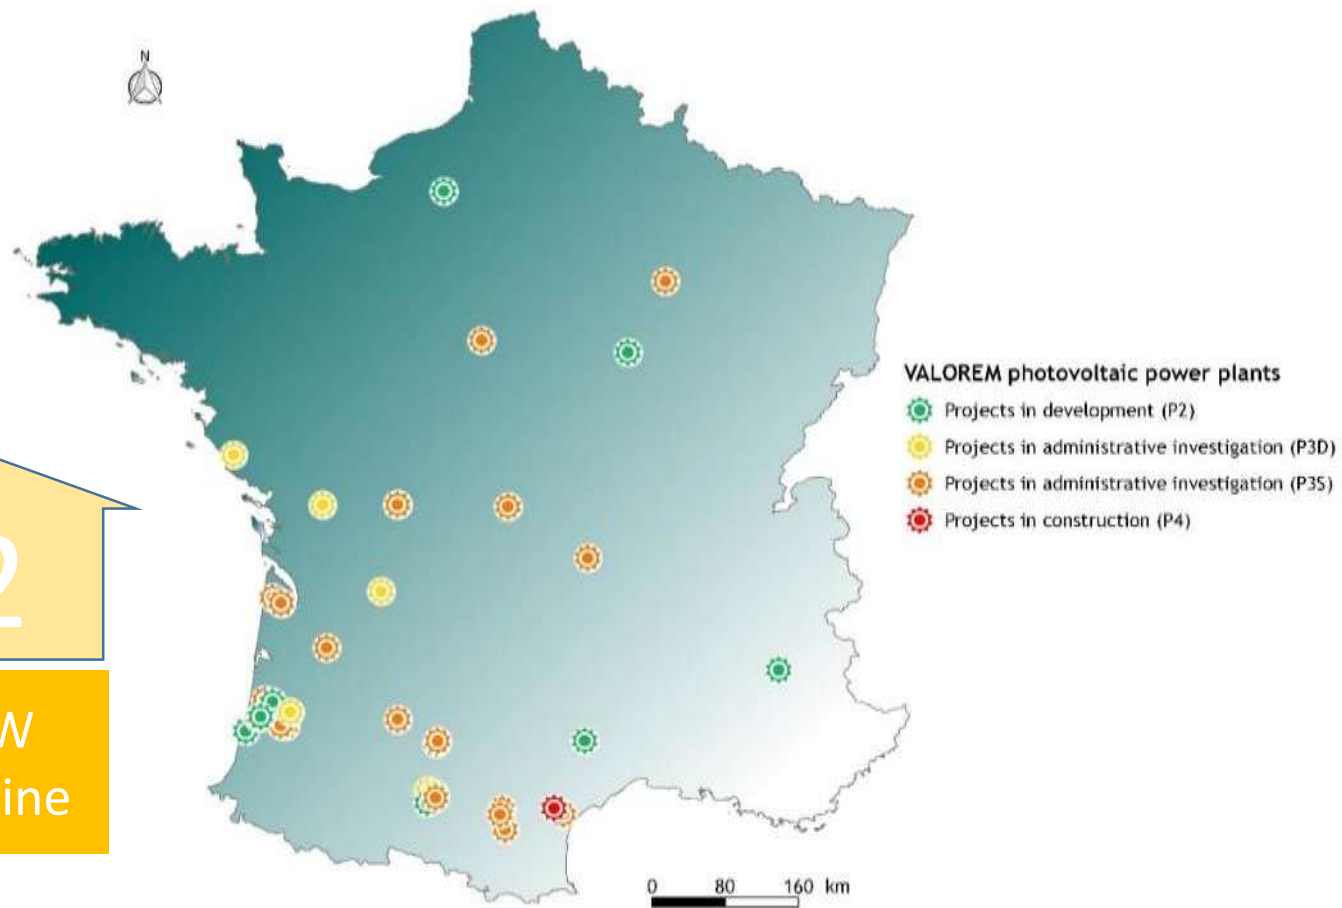 N
VALOREM photovoltaic power plants
Projects in development (P2)
Projects in administrative investigation (P3D)
Projects in administrative investigation (P3S)
Projects in construction (P4)
2
W
ine
0 80 160 km